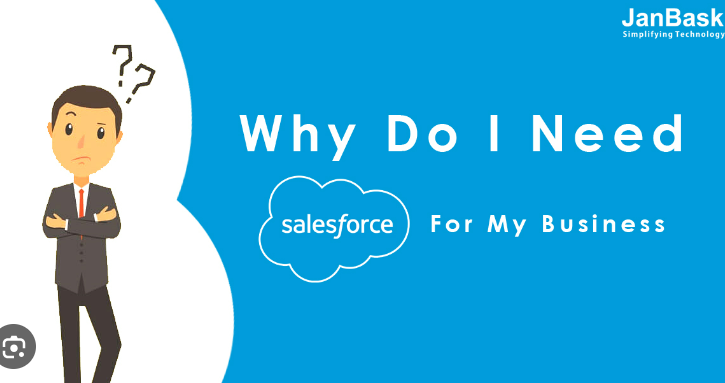 JanBask
Simplifying Technology
??
Why Do I Need
salesforce For My Business